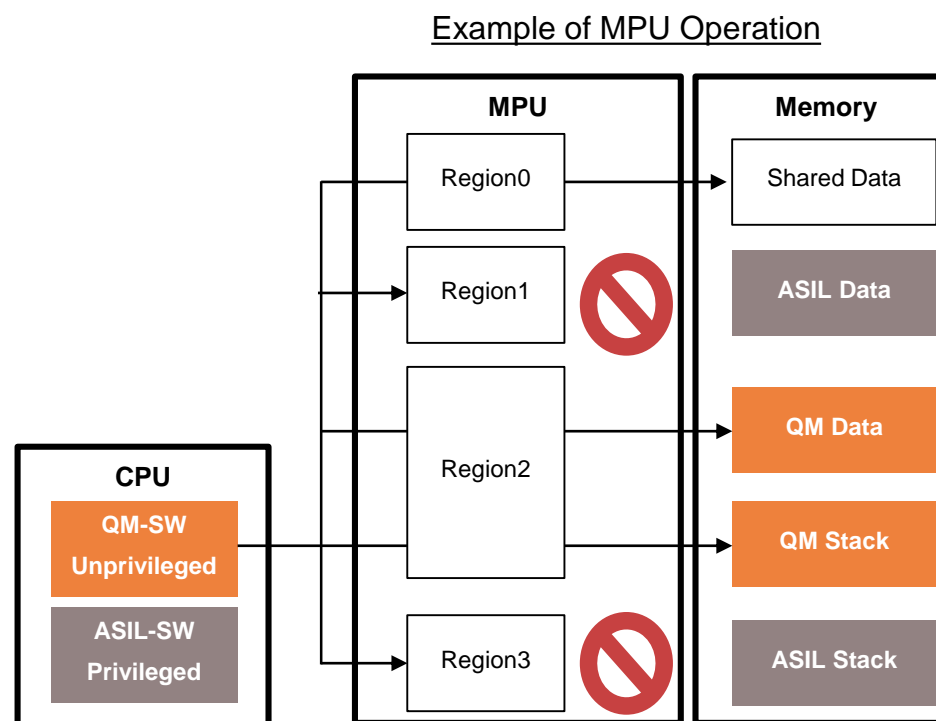 Example of MPU Operation
MPU
Memory
Region0
Shared Data
Region1
ASIL Data
Region2
QM Data
QM Stack
CPU
QM-SW
Unprivileged
ASIL-SW
Privileged
Region3
ASIL Stack